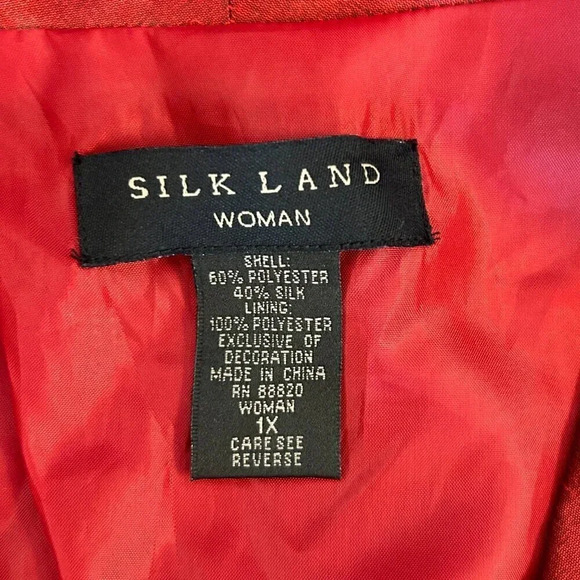 SILK LAND
WOMAN
SHELL:
60% POLYESTER
40% SILK
LINING:
100% POLYESTER
EXCLUSIVE OF
DECORATION
MADE IN CHINA
RN 88820
WOMAN
1X
CARE SEE
REVERSE